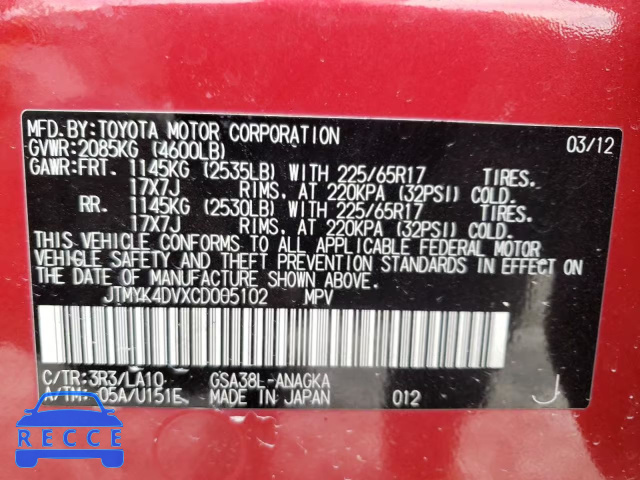 MFD.BY:TOYOTA MOTOR CORPORATION 03/12
GVWR:2085KG (4600LB)
GAWR:FRT. 1145KG (2535LB) WITH 225/65R17 TIRES.
17X7J RIMS, AT 220KPA (32PSI) COLD.
RR. 1145KG (2530LB) WITH 225/65R17 TIRES.
17X7J RIMS, AT 220KPA (32PSI) COLD.
THIS VEHICLE CONFORMS TO ALL APPLICABLE FEDERAL MOTOR
VEHICLE SAFETY AND THEFT PREVENTION STANDARDS IN EFFECT ON
THE DATE OF MANUFACTURE SHOWN ABOVE.
JTMYK4DVXCD005102 MPV
C/TR:3R3/LA10 GSA38L-ANAGKA
A/TM: 05A/U151E MADE IN JAPAN 012 J
RECCE